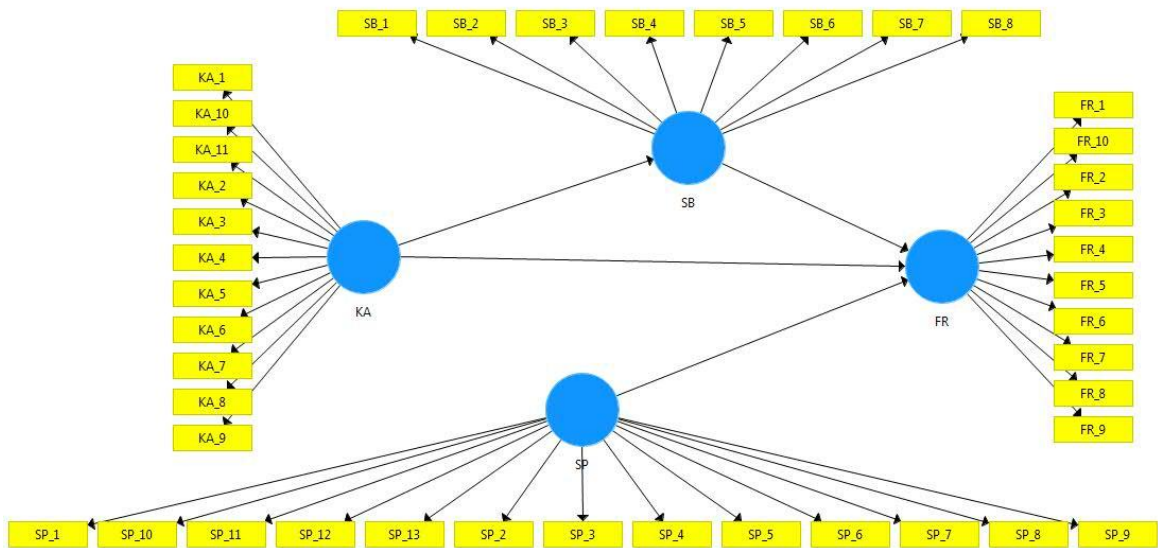 SB_1 SB_2 SB_3 SB_4 SB_5 SB_6 SB_7 SB_8
KA_1
KA_10
KA_11
KA_2
KA_3
KA_4
KA_5
KA_6
KA_7
KA_8
KA_9
SB
KA
FR
SP
FR_1
FR_10
FR_2
FR_3
FR_4
FR_5
FR_6
FR_7
FR_8
FR_9
SP_1 SP_10 SP_11 SP_12 SP_13 SP_2 SP_3 SP_4 SP_5 SP_6 SP_7 SP_8 SP_9